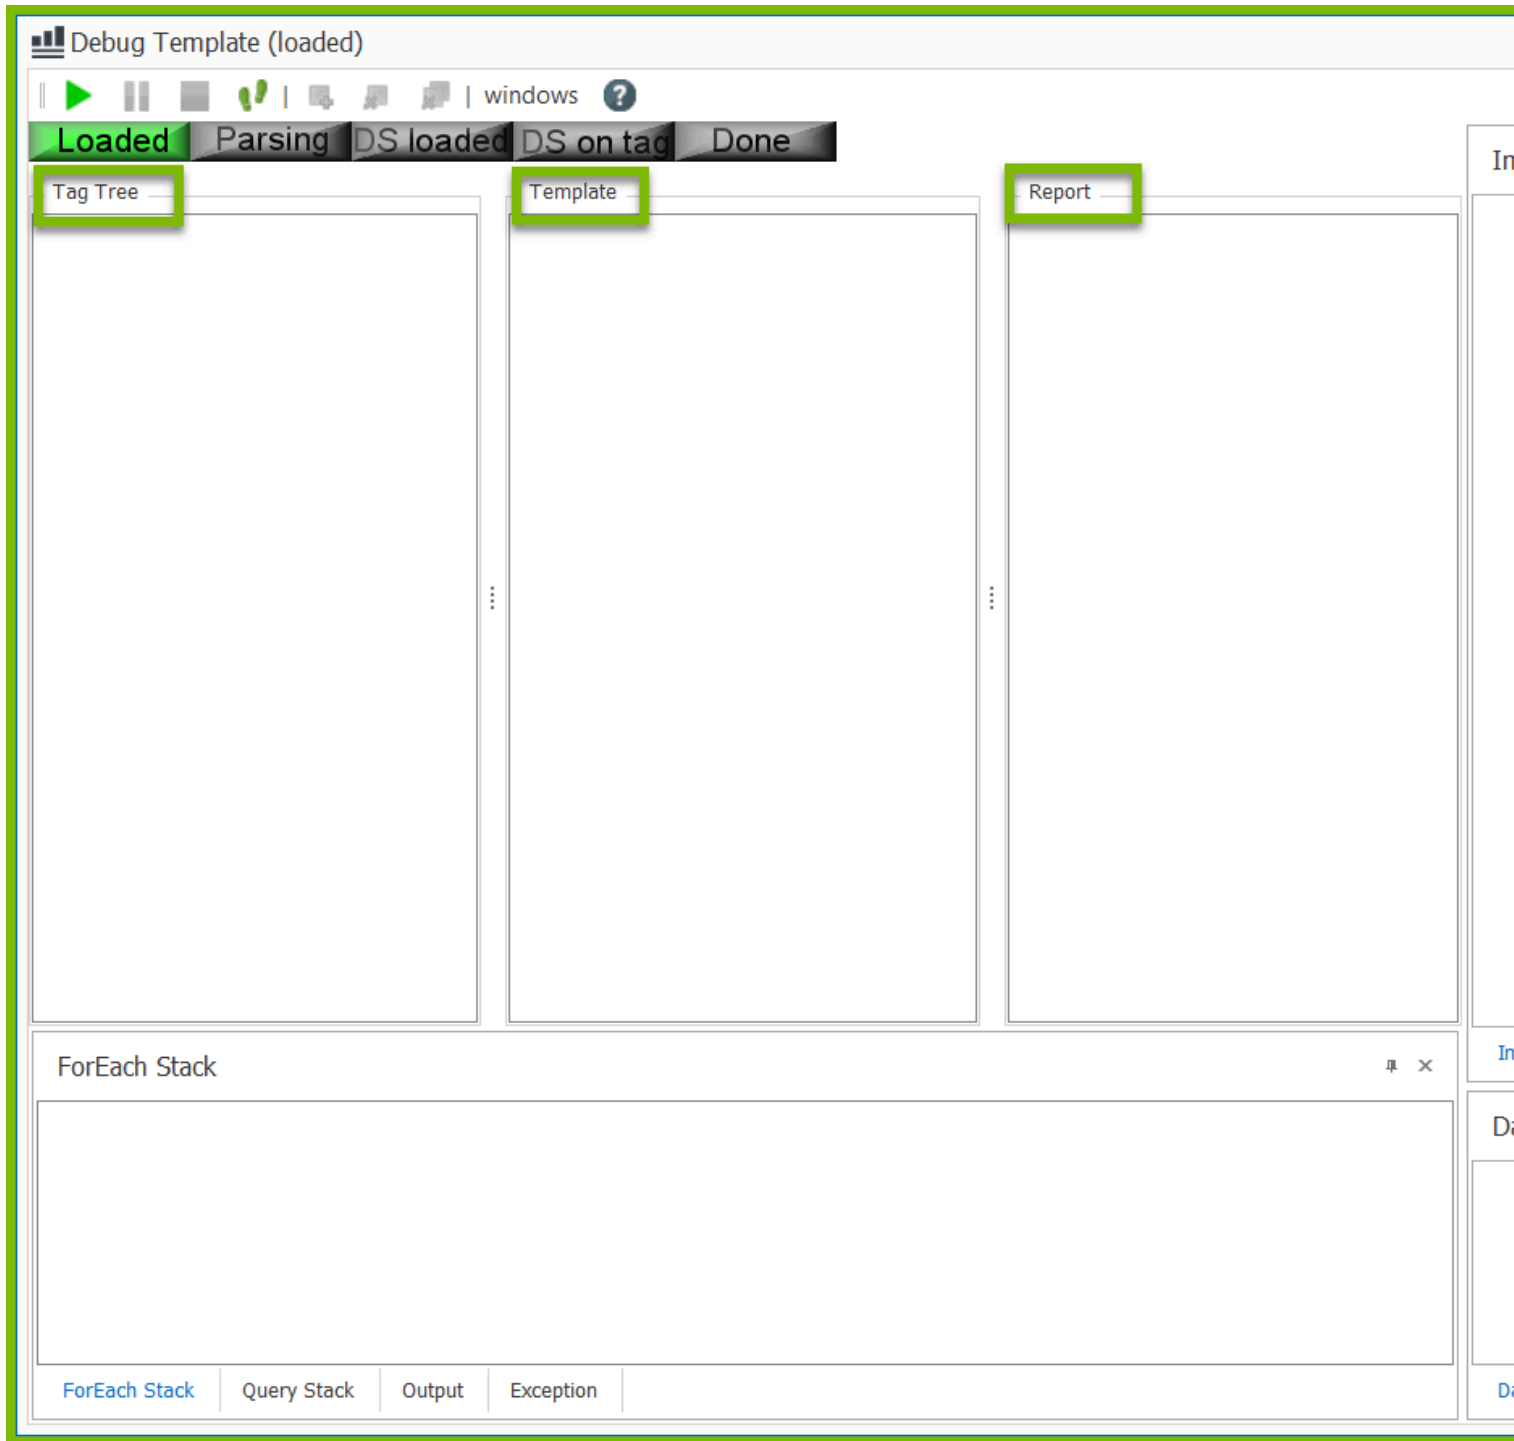 Debug Template (loaded)
windows ?
Loaded Parsing DS loaded DS on tag Done
Tag Tree
Template
Report
ForEach Stack
ForEach Stack Query Stack Output Exception